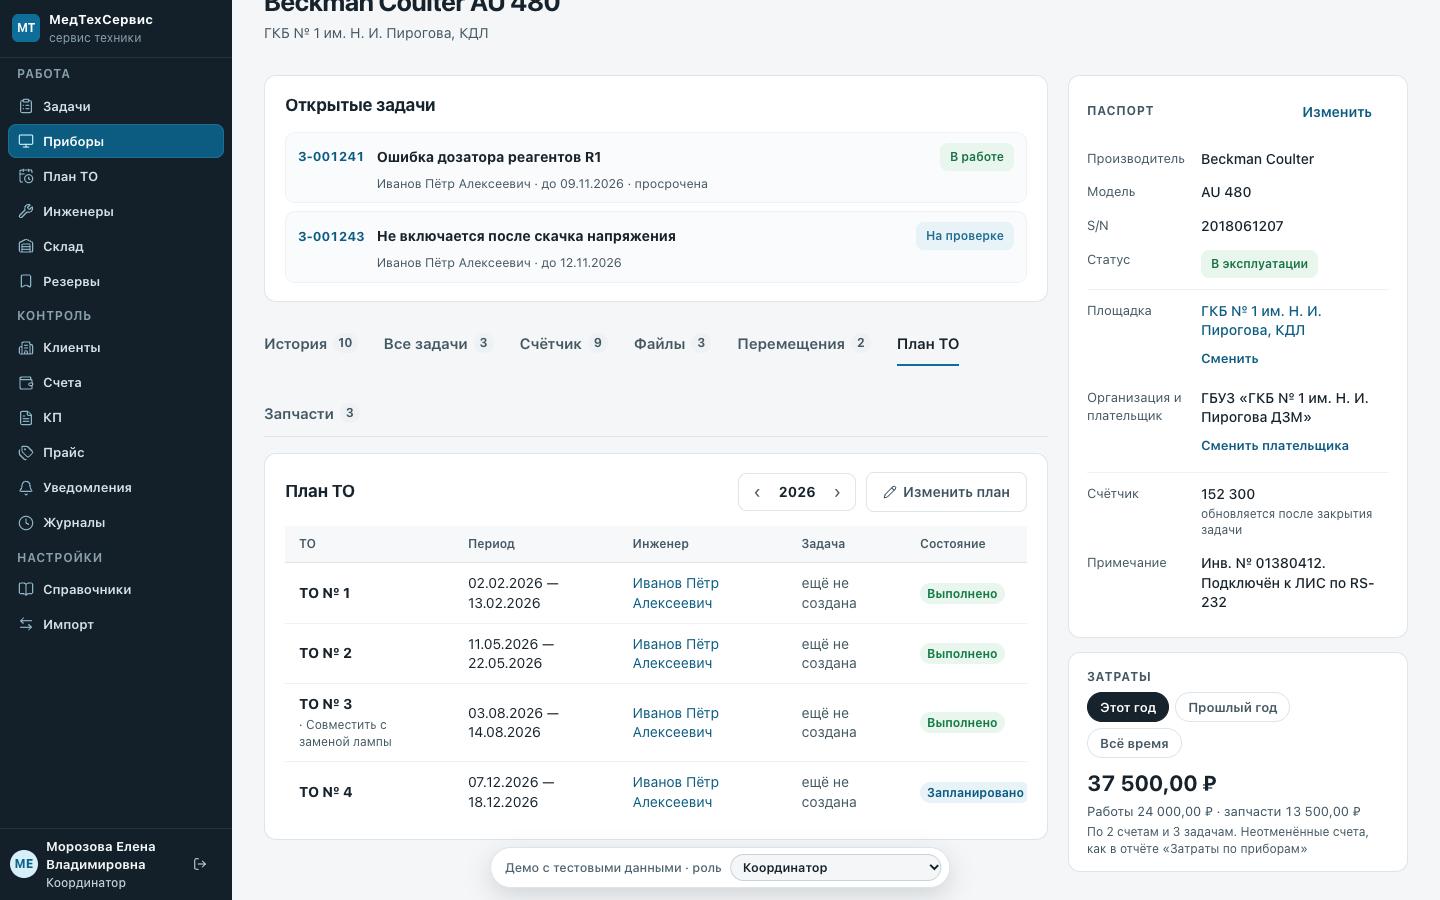 МТ
МедТехСервис
сервис техники
РАБОТА
Задачи
Приборы
План ТО
Инженеры
Склад
Резервы
КОНТРОЛЬ
Клиенты
Счета
КП
Прайс
Уведомления
Журналы
НАСТРОЙКИ
Справочники
Импорт
МЕ
Морозова Елена
Владимировна
Координатор
Beckman Coulter AU 480
ГКБ № 1 им. Н. И. Пирогова, КДЛ
Открытые задачи
З-001241 Ошибка дозатора реагентов R1 В работе
Иванов Пётр Алексеевич · до 09.11.2026 · просрочена
З-001243 Не включается после скачка напряжения На проверке
Иванов Пётр Алексеевич · до 12.11.2026
История 10 Все задачи 3 Счётчик 9 Файлы 3 Перемещения 2 План ТО
Запчасти 3
План ТО ‹ 2026 › Изменить план
ТО Период Инженер Задача Состояние
ТО № 1 02.02.2026 — Иванов Пётр ещё не Выполнено
13.02.2026 Алексеевич создана
ТО № 2 11.05.2026 — Иванов Пётр ещё не Выполнено
22.05.2026 Алексеевич создана
ТО № 3 03.08.2026 — Иванов Пётр ещё не Выполнено
· Совместить с 14.08.2026 Алексеевич создана
заменой лампы
ТО № 4 07.12.2026 — Иванов Пётр ещё не Запланировано
18.12.2026 Алексеевич создана
Демо с тестовыми данными · роль Координатор
ПАСПОРТ Изменить
Производитель Beckman Coulter
Модель AU 480
S/N 2018061207
Статус В эксплуатации
Площадка ГКБ № 1 им. Н. И.
Пирогова, КДЛ
Сменить
Организация и ГБУЗ «ГКБ № 1 им. Н. И.
плательщик Пирогова ДЗМ»
Сменить плательщика
Счётчик 152 300
обновляется после закрытия
задачи
Примечание Инв. № 01380412.
Подключён к ЛИС по RS-
232
ЗАТРАТЫ
Этот год Прошлый год
Всё время
37 500,00 ₽
Работы 24 000,00 ₽ · запчасти 13 500,00 ₽
По 2 счетам и 3 задачам. Неотменённые счета,
как в отчёте «Затраты по приборам»